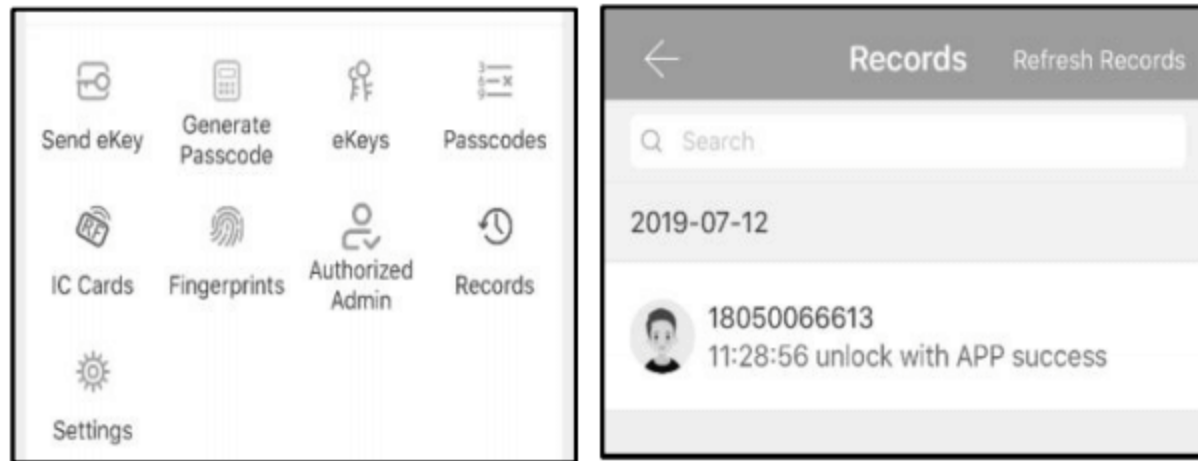 Send eKey
Generate
Passcode
eKeys
Passcodes
IC Cards
Fingerprints
Authorized
Admin
Records
Settings
Records
Refresh Records
Search
2019-07-12
18050066613
11:28:56 unlock with APP success